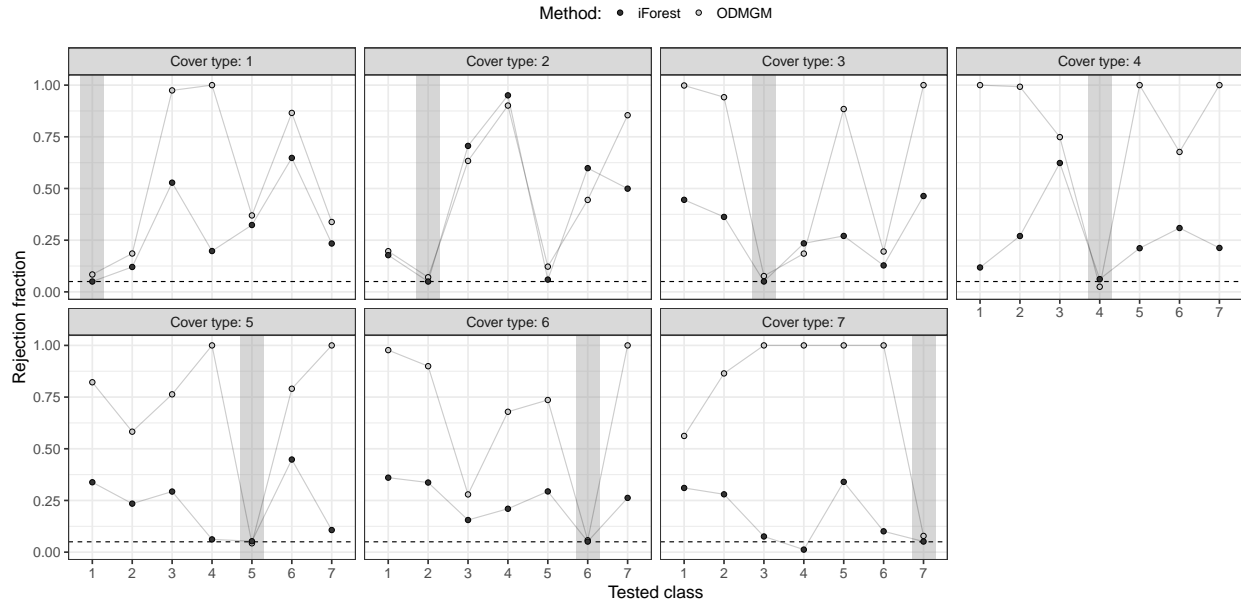 Method: iForest ODMGM
Cover type: 1 Cover type: 2 Cover type: 3 Cover type: 4
1.00
0.75
0.50
0.25
0.00
1 2 3 4 5 6 7
Cover type: 5 Cover type: 6 Cover type: 7
1.00
0.75
0.50
0.25
0.00
1 2 3 4 5 6 7 1 2 3 4 5 6 7 1 2 3 4 5 6 7
Rejection fraction
Tested class